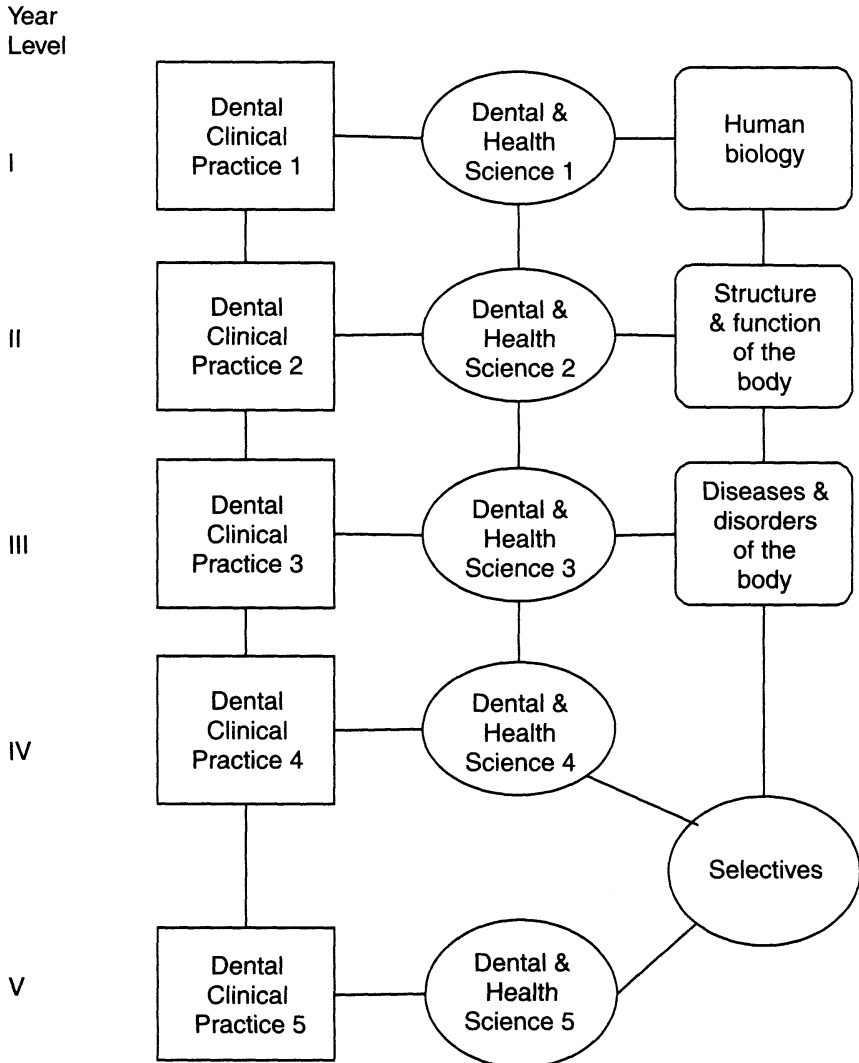 Year
Level
I
Dental
Clinical
Practice 1
Dental &
Health
Science 1
Human
biology
II
Dental
Clinical
Practice 2
Dental &
Health
Science 2
Structure
& function
of the
body
III
Dental
Clinical
Practice 3
Dental &
Health
Science 3
Diseases &
disorders
of the
body
IV
Dental
Clinical
Practice 4
Dental &
Health
Science 4
Selectives
V
Dental
Clinical
Practice 5
Dental &
Health
Science 5